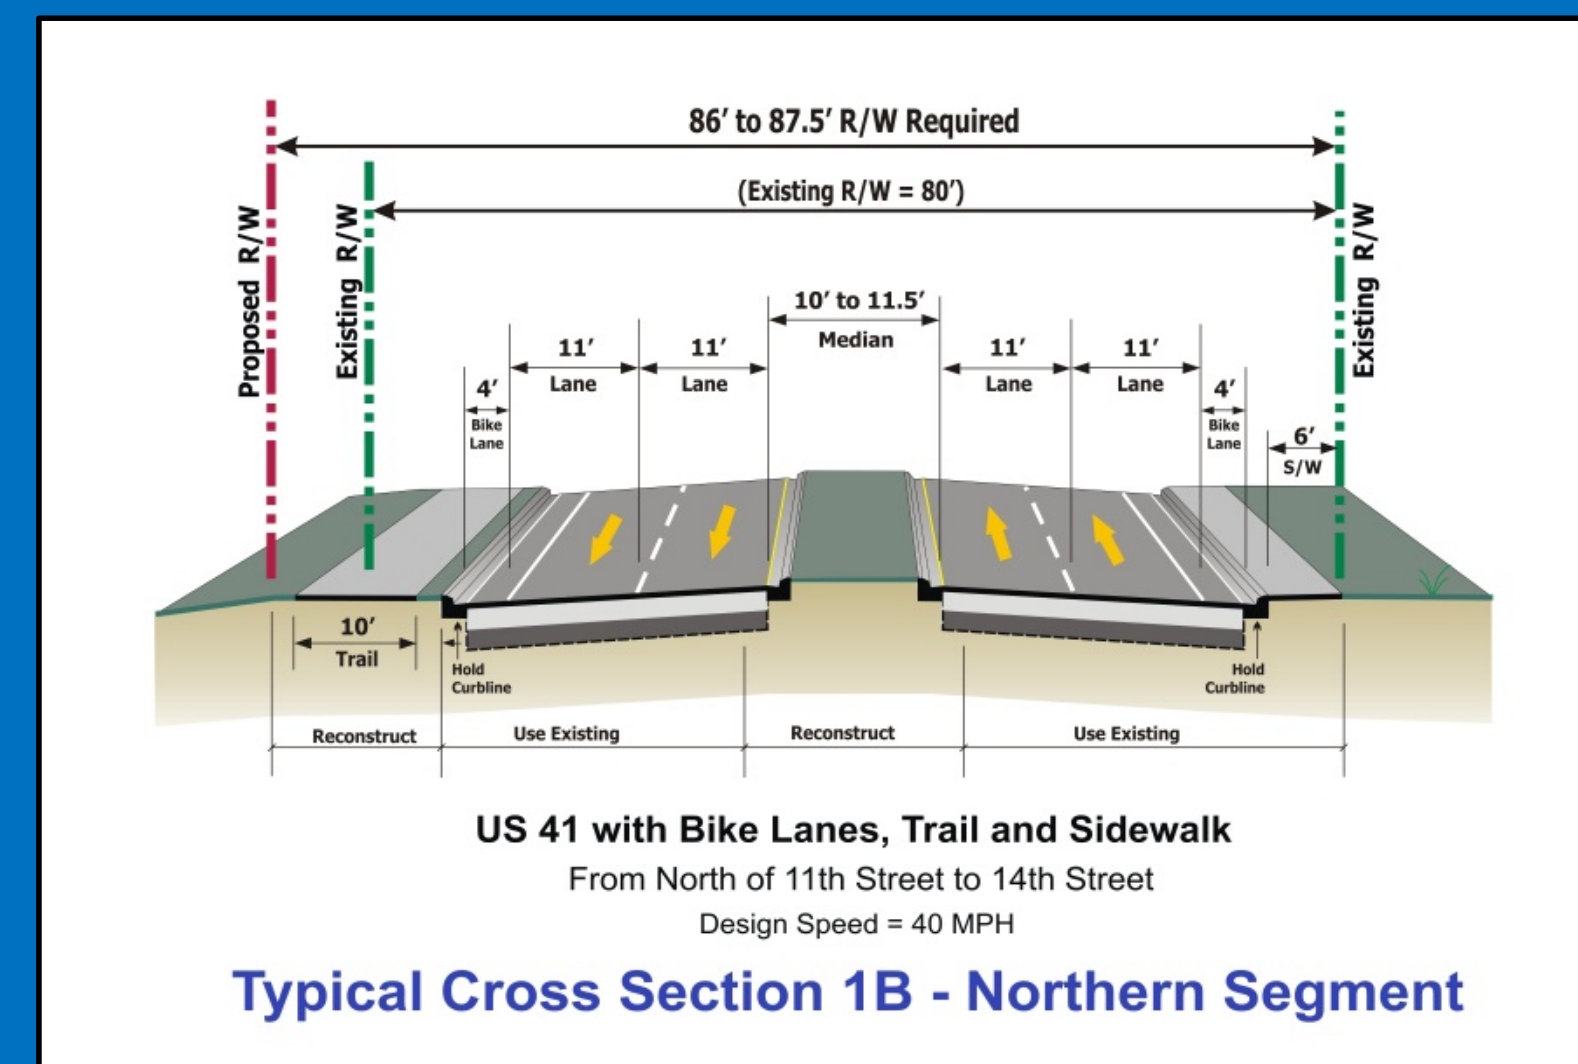 86' to 87.5' R/W Required
(Existing R/W = 80')
Proposed R/W
Existing R/W
Existing R/W
10' to 11.5'
Median
11'
Lane
11'
Lane
11'
Lane
11'
Lane
4'
Bike
Lane
4'
Bike
Lane
6'
S/W
10'
Trail
Hold
Curbline
Hold
Curbline
Reconstruct
Use Existing
Reconstruct
Use Existing
US 41 with Bike Lanes, Trail and Sidewalk
From North of 11th Street to 14th Street
Design Speed = 40 MPH
Typical Cross Section 1B - Northern Segment